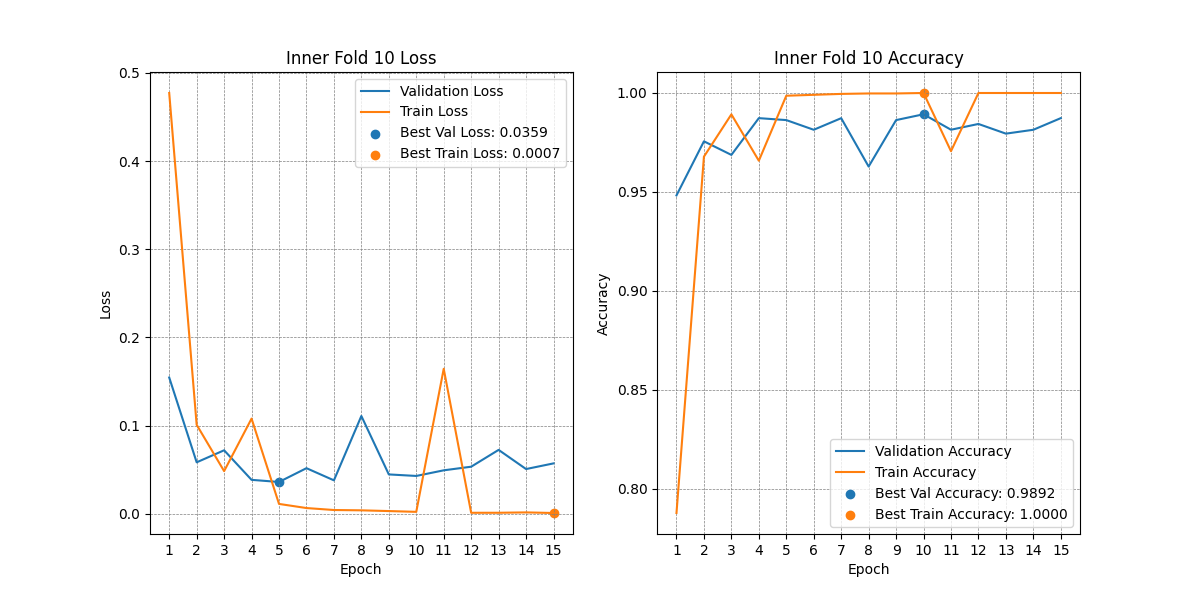 Inner Fold 10 Loss
0.5
0.4
0.3
0.2
0.1
0.0
Loss
Validation Loss
Train Loss
Best Val Loss: 0.0359
Best Train Loss: 0.0007
1 2 3 4 5 6 7 8 9 10 11 12 13 14 15
Epoch
Inner Fold 10 Accuracy
1.00
0.95
0.90
0.85
0.80
Accuracy
Validation Accuracy
Train Accuracy
Best Val Accuracy: 0.9892
Best Train Accuracy: 1.0000
1 2 3 4 5 6 7 8 9 10 11 12 13 14 15
Epoch